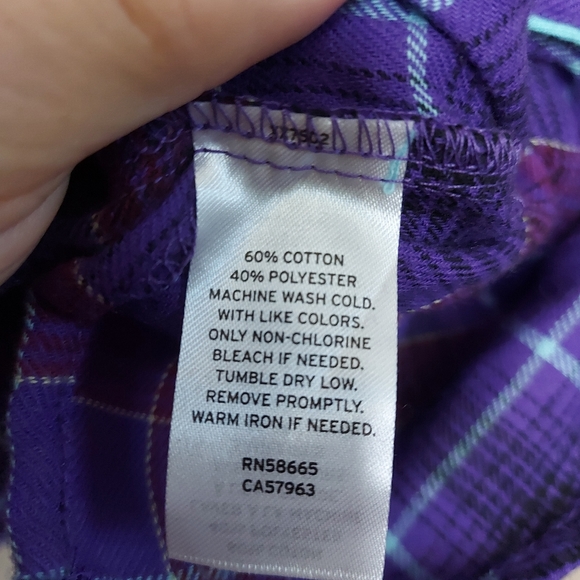 60% COTTON
40% POLYESTER
MACHINE WASH COLD.
WITH LIKE COLORS.
ONLY NON-CHLORINE
BLEACH IF NEEDED.
TUMBLE DRY LOW.
REMOVE PROMPTLY.
WARM IRON IF NEEDED.
RN58665
CA57963